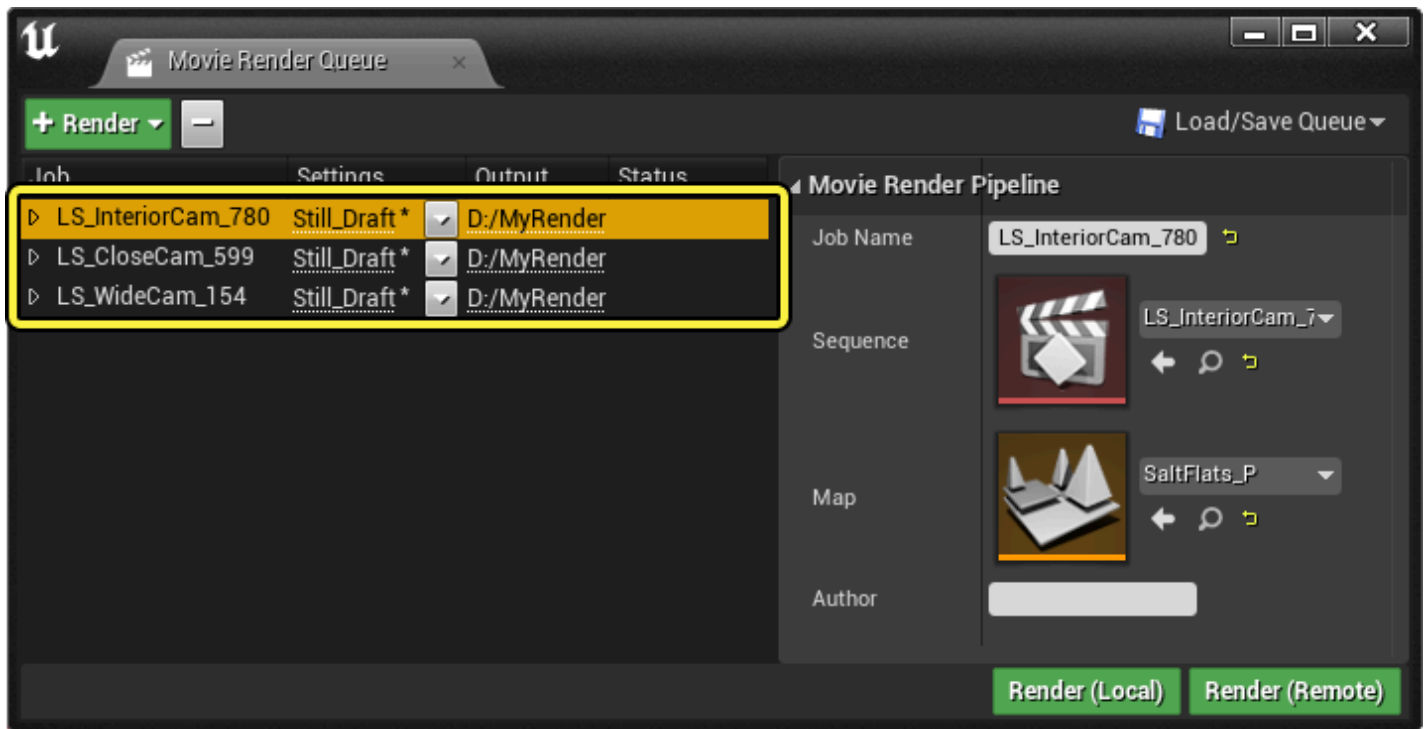 Movie Render Queue
+ Render
Load/Save Queue
Job Settings Output Status
LS_InteriorCam_780 Still_Draft* D:/MyRender
LS_CloseCam_599 Still_Draft* D:/MyRender
LS_WideCam_154 Still_Draft* D:/MyRender
Movie Render Pipeline
Job Name LS_InteriorCam_780
Sequence LS_InteriorCam_7
Map SaltFlats_P
Author
Render (Local) Render (Remote)